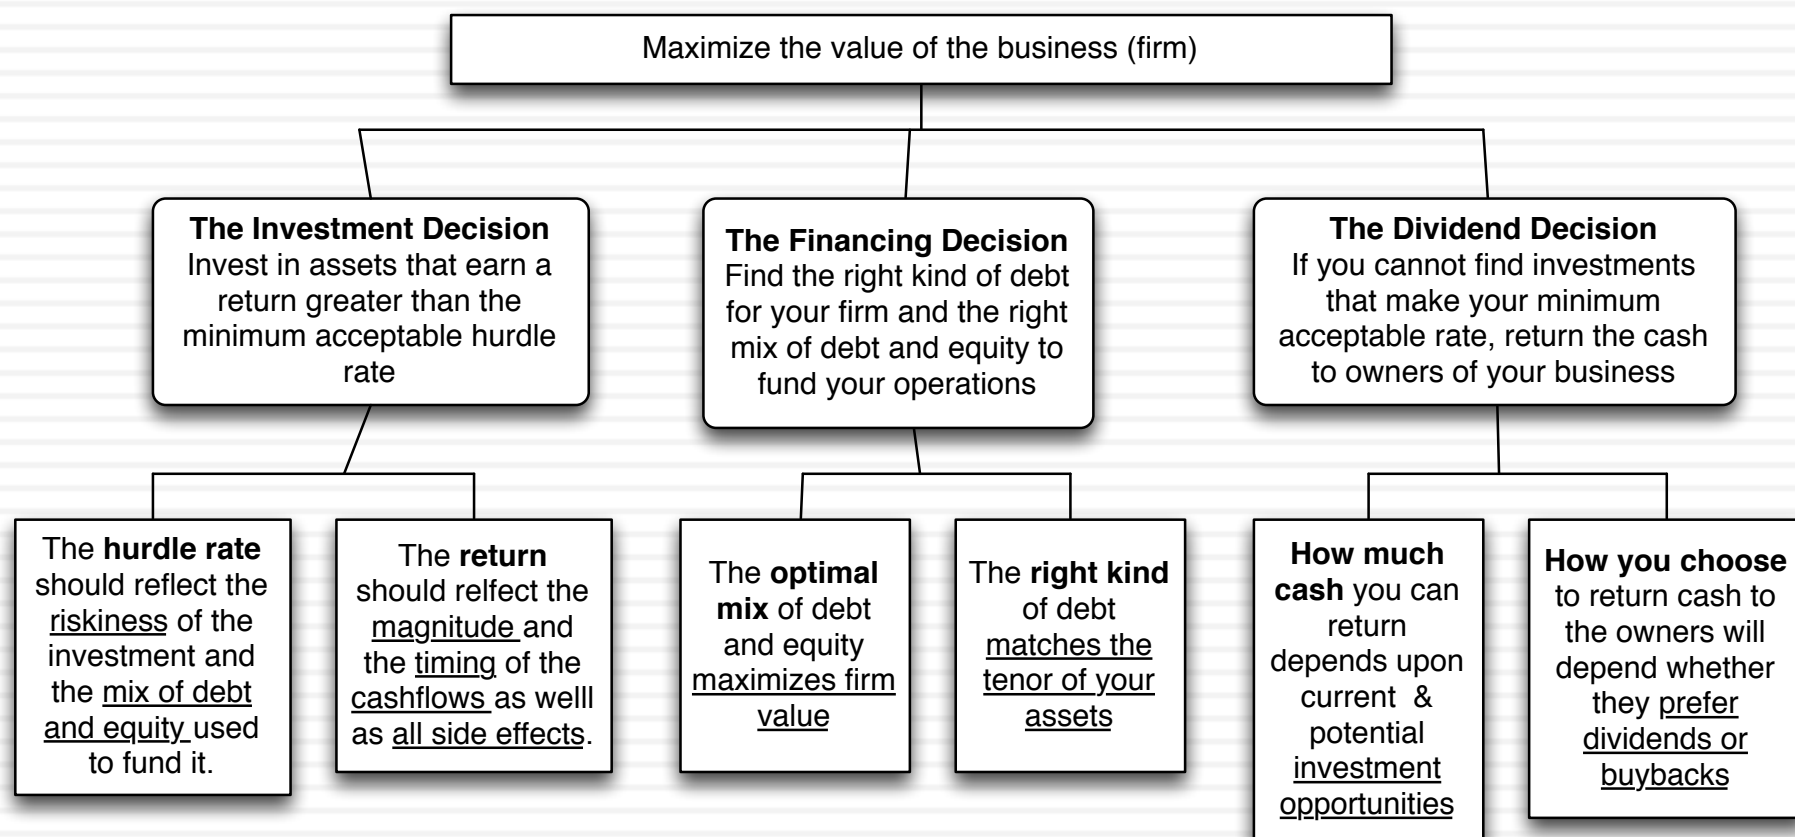 Maximize the value of the business (firm)
The Investment Decision
Invest in assets that earn a
return greater than the
minimum acceptable hurdle
rate
The Financing Decision
Find the right kind of debt
for your firm and the right
mix of debt and equity to
fund your operations
The Dividend Decision
If you cannot find investments
that make your minimum
acceptable rate, return the cash
to owners of your business
The hurdle rate
should reflect the
riskiness of the
investment and
the mix of debt
and equity used
to fund it.
The return
should relfect the
magnitude and
the timing of the
cashflows as welll
as all side effects.
The optimal
mix of debt
and equity
maximizes firm
value
The right kind
of debt
matches the
tenor of your
assets
How much
cash you can
return
depends upon
current &
potential
investment
opportunities
How you choose
to return cash to
the owners will
depend whether
they prefer
dividends or
buybacks